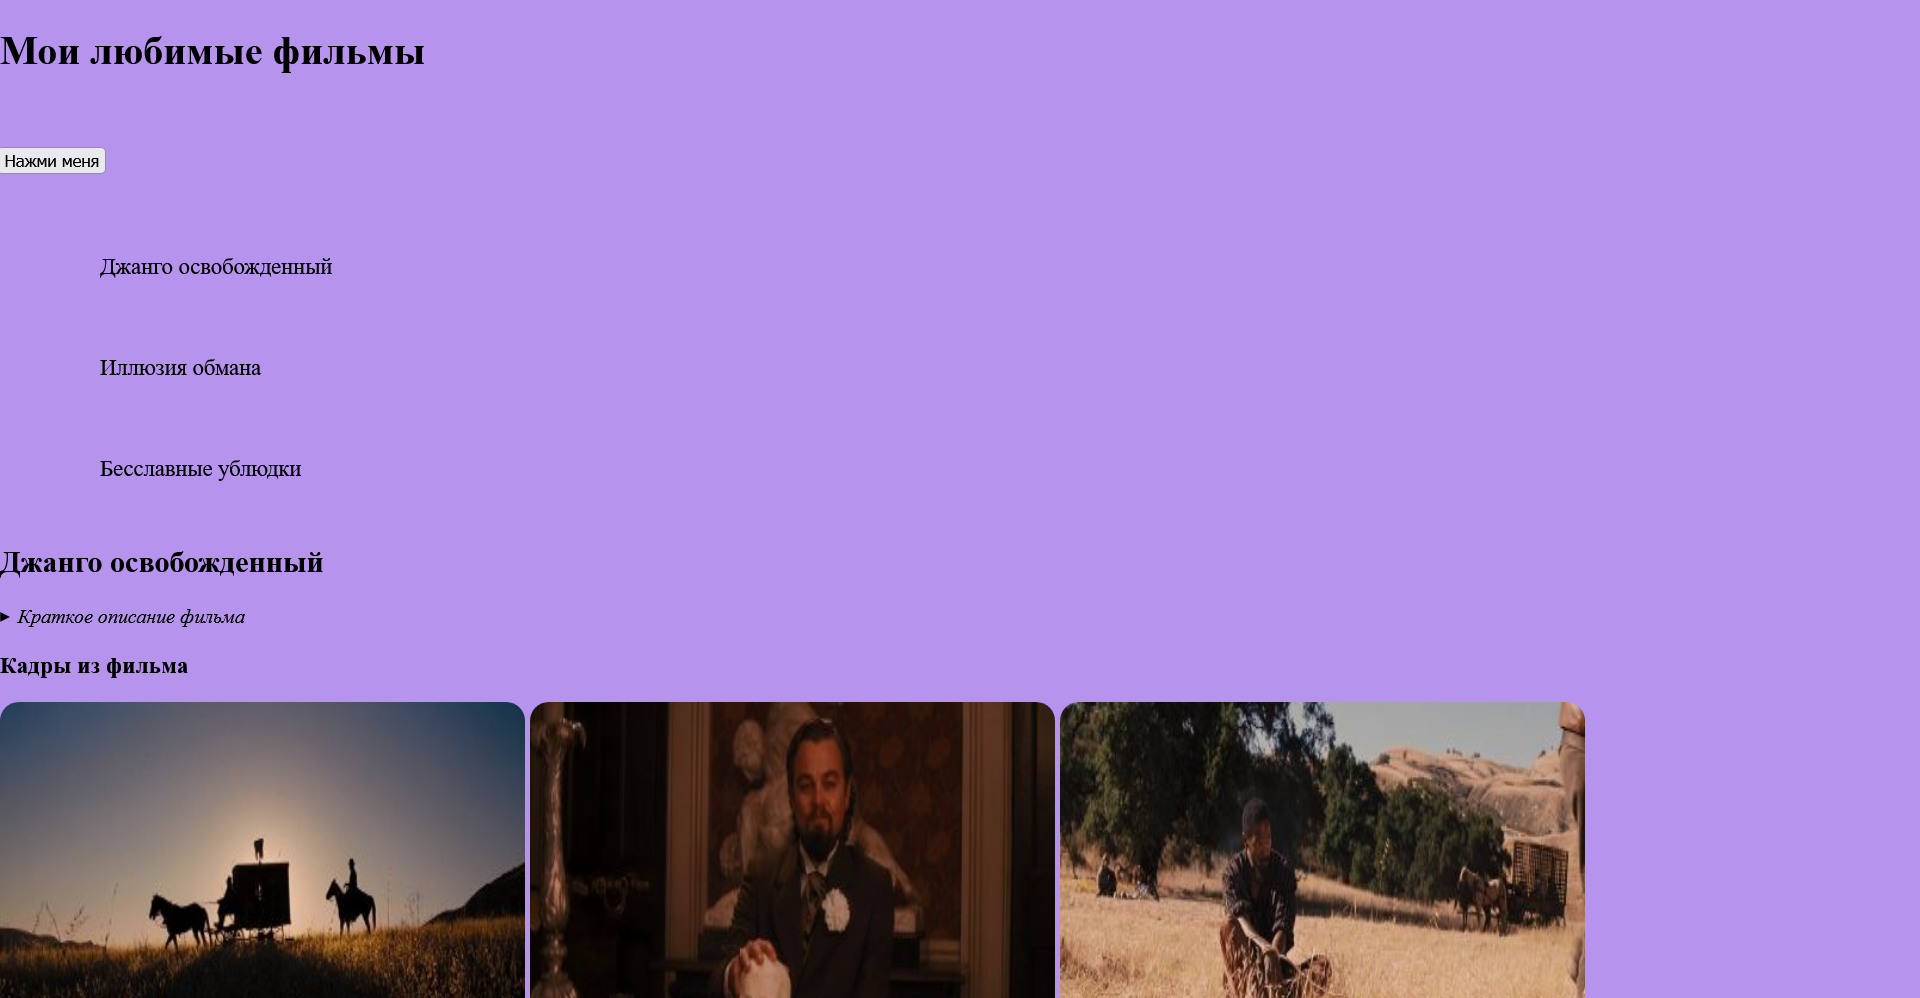 Мои любимые фильмы
Нажми меня
Джанго освобожденный
Иллюзия обмана
Бесславные ублюдки
Джанго освобожденный
Краткое описание фильма
Кадры из фильма